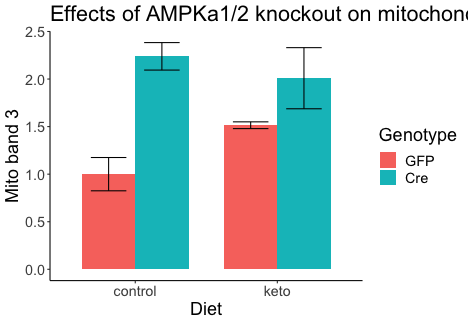 Effects of AMPKa1/2 knockout on mitochon
Mito band 3
2.5
2.0
1.5
1.0
0.5
0.0
control
keto
Diet
Genotype
GFP
Cre